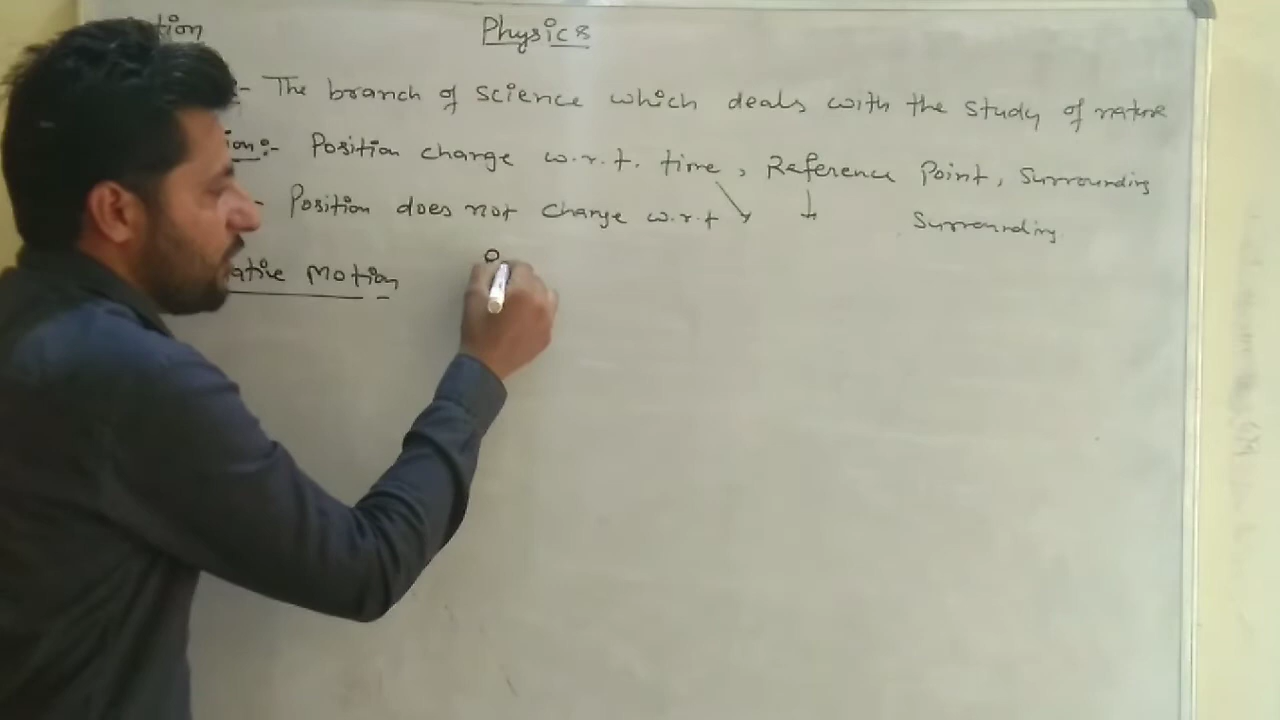 tion Physics
:- The branch of science which deals with the study of nature
ion :- Position change w.r.t. time, Reference Point, Surrounding
- Position does not change w.r.t Surrounding
ative Motion